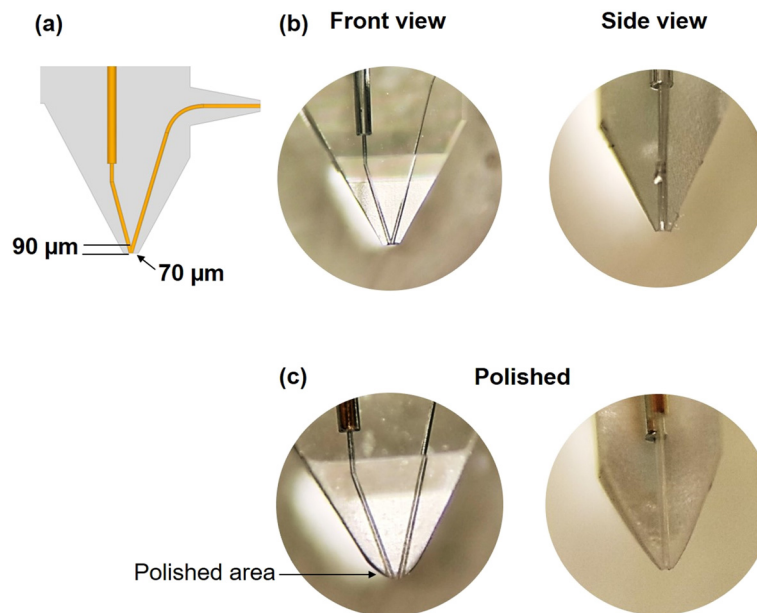 (a)
(b) Front view Side view
90 µm
70 µm
(c) Polished
Polished area